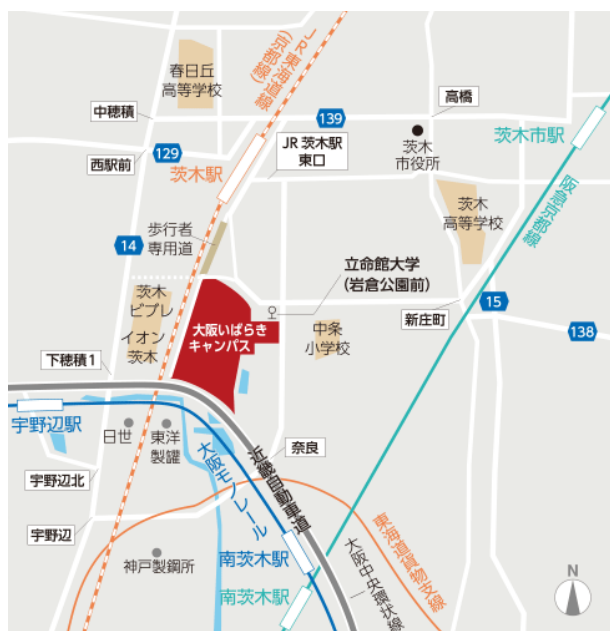 春日丘
高等学校
JR東海道線
(京都線)
中穂積
139
高橋
129
西駅前
茨木駅
JR 茨木駅
東口
茨木
市役所
茨木市駅
阪急京都線
茨木
高等学校
歩行者
専用道
14
立命館大学
(岩倉公園前)
茨木
ビブレ
イオン
茨木
大阪いばらき
キャンパス
中条
小学校
新庄町
15
138
下穂積1
宇野辺駅
日世
東洋
製罐
大阪モノレール
近畿自動車道
奈良
宇野辺北
宇野辺
神戸製鋼所
南茨木駅
南茨木駅
大阪中央環状線
東海道貨物支線
N